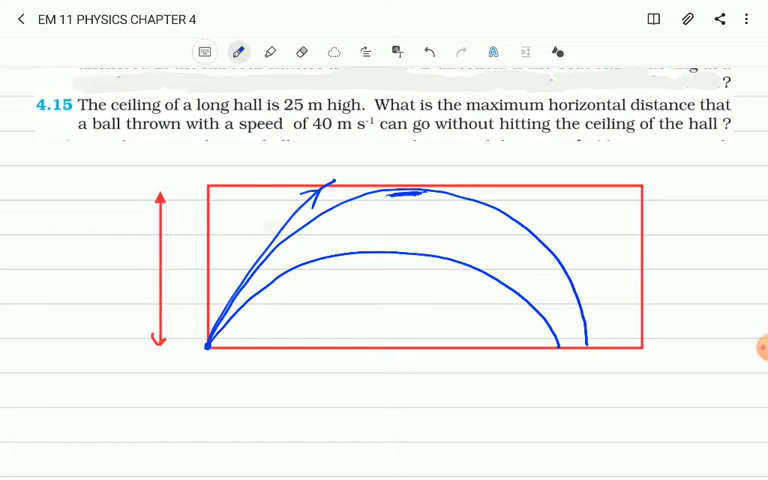 EM 11 PHYSICS CHAPTER 4
?
4.15 The ceiling of a long hall is 25 m high. What is the maximum horizontal distance that
a ball thrown with a speed of 40 m s⁻¹ can go without hitting the ceiling of the hall ?